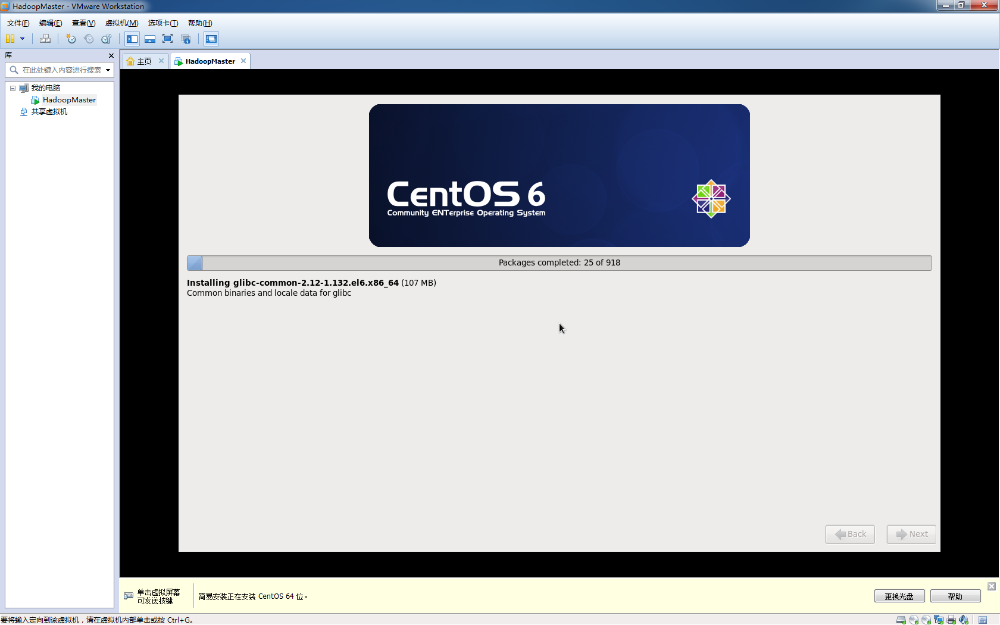 HadoopMaster - VMware Workstation
文件(F) 编辑(E) 查看(V) 虚拟机(M) 选项卡(T) 帮助(H)
库
主页 HadoopMaster
在此处键入内容进行搜索
我的电脑
HadoopMaster
共享虚拟机
CentOS 6
Community ENTerprise Operating System
Packages completed: 25 of 918
Installing glibc-common-2.12-1.132.el6.x86_64 (107 MB)
Common binaries and locale data for glibc
Back Next
单击虚拟屏幕
可发送按键
简易安装正在安装 CentOS 64 位。
更换光盘 帮助
要将输入定向到该虚拟机，请在虚拟机内部单击或按 Ctrl+G。